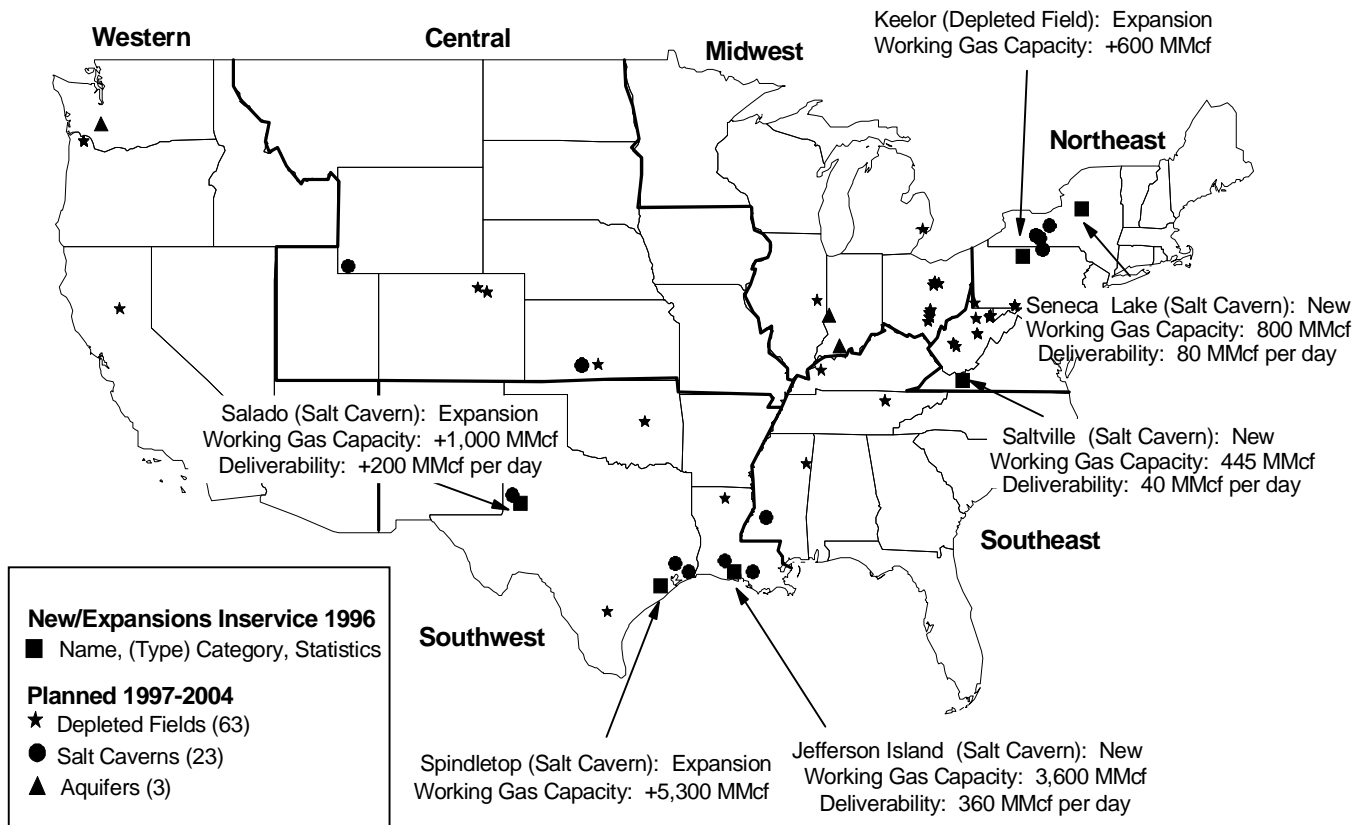 Keelor (Depleted Field): Expansion
Working Gas Capacity: +600 MMcf
Western
Central
Midwest
Northeast
Seneca Lake (Salt Cavern): New
Working Gas Capacity: 800 MMcf
Deliverability: 80 MMcf per day
Salado (Salt Cavern): Expansion
Working Gas Capacity: +1,000 MMcf
Deliverability: +200 MMcf per day
Saltville (Salt Cavern): New
Working Gas Capacity: 445 MMcf
Deliverability: 40 MMcf per day
Southeast
Southwest
New/Expansions Inservice 1996
Name, (Type) Category, Statistics
Planned 1997-2004
Depleted Fields (63)
Salt Caverns (23)
Aquifers (3)
Spindletop (Salt Cavern): Expansion
Working Gas Capacity: +5,300 MMcf
Jefferson Island (Salt Cavern): New
Working Gas Capacity: 3,600 MMcf
Deliverability: 360 MMcf per day